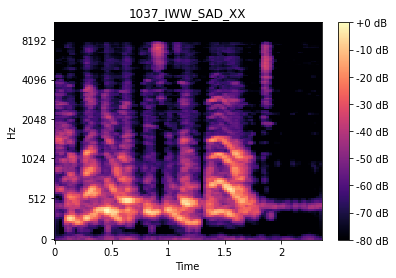 1037_IWW_SAD_XX
+0 dB
8192
-10 dB
4096
-20 dB
-30 dB
2048
Hz
-40 dB
1024
-50 dB
512
-60 dB
-70 dB
0
-80 dB
0 0.5 1 1.5 2
Time